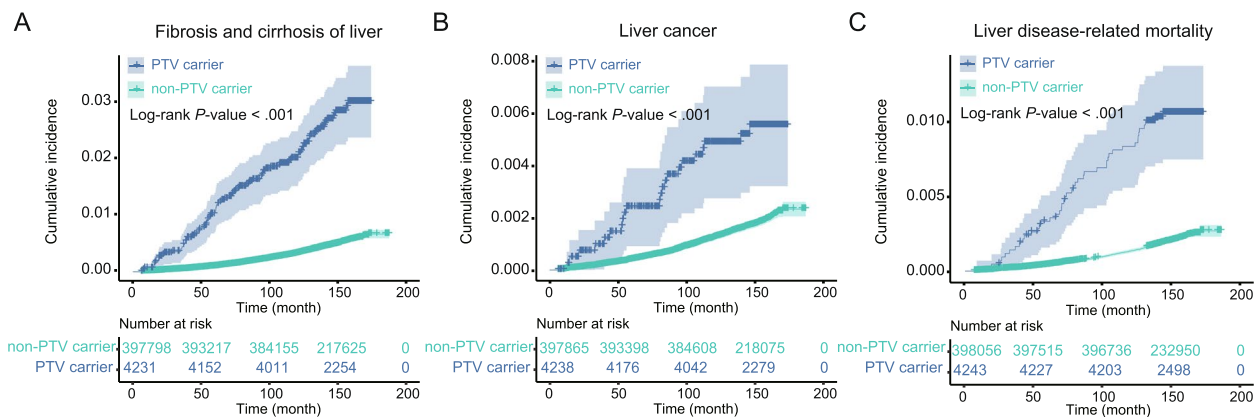 A
Fibrosis and cirrhosis of liver
PTV carrier
non-PTV carrier
Log-rank P-value < .001
Cumulative incidence
0.03
0.02
0.01
0.00
0 50 100 150 200
Time (month)
Number at risk
non-PTV carrier 397798 393217 384155 217625 0
PTV carrier 4231 4152 4011 2254 0
0 50 100 150 200
Time (month)
B
Liver cancer
PTV carrier
non-PTV carrier
Log-rank P-value < .001
Cumulative incidence
0.008
0.006
0.004
0.002
0.000
0 50 100 150 200
Time (month)
Number at risk
non-PTV carrier 397865 393398 384608 218075 0
PTV carrier 4238 4176 4042 2279 0
0 50 100 150 200
Time (month)
C
Liver disease-related mortality
PTV carrier
non-PTV carrier
Log-rank P-value < .001
Cumulative incidence
0.010
0.005
0.000
0 50 100 150 200
Time (month)
Number at risk
non-PTV carrier 398056 397515 396736 232950 0
PTV carrier 4243 4227 4203 2498 0
0 50 100 150 200
Time (month)